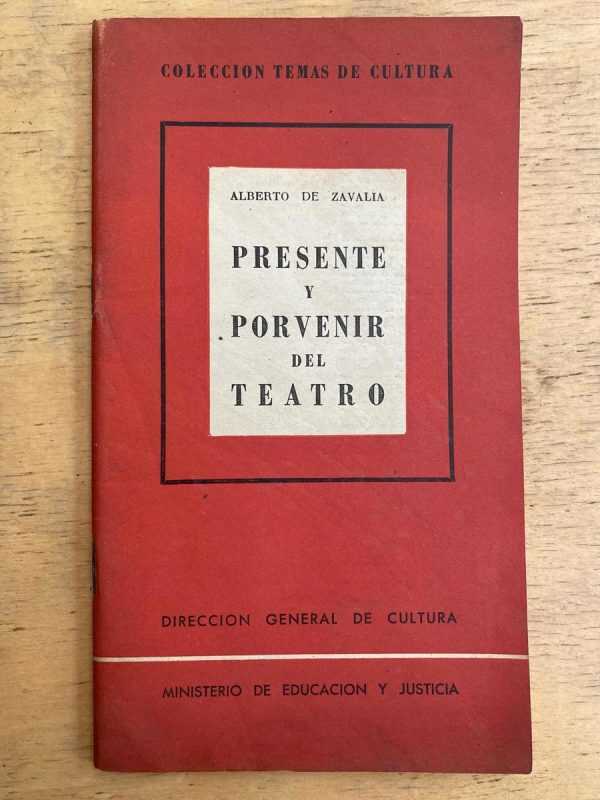 COLECCION TEMAS DE CULTURA
ALBERTO DE ZAVALIA
PRESENTE
Y
PORVENIR
DEL
TEATRO
DIRECCION GENERAL DE CULTURA
MINISTERIO DE EDUCACION Y JUSTICIA